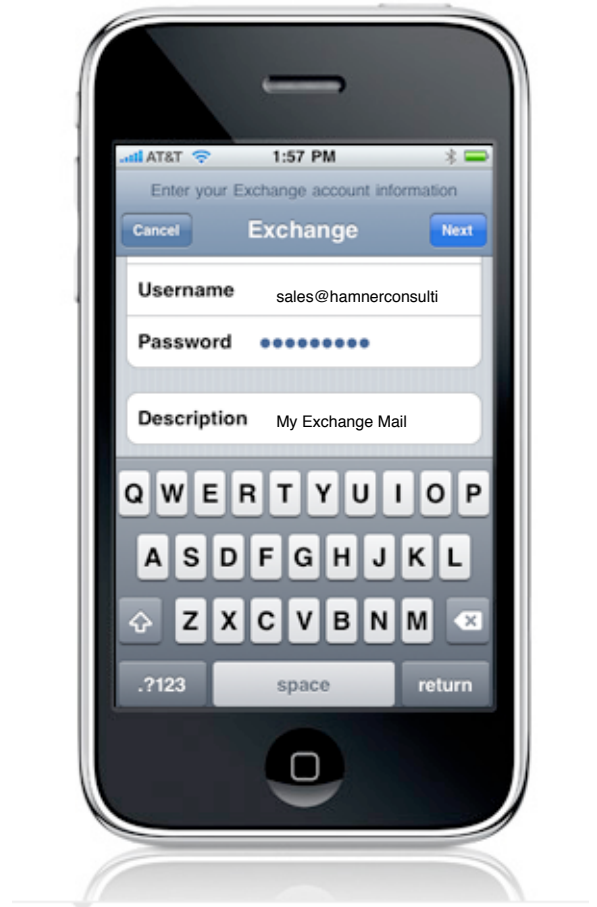 AT&T 1:57 PM
Enter your Exchange account information
Cancel Exchange Next
Username sales@hamnerconsulti
Password ●●●●●●●●●
Description My Exchange Mail
Q W E R T Y U I O P
A S D F G H J K L
Z X C V B N M
.?123 space return